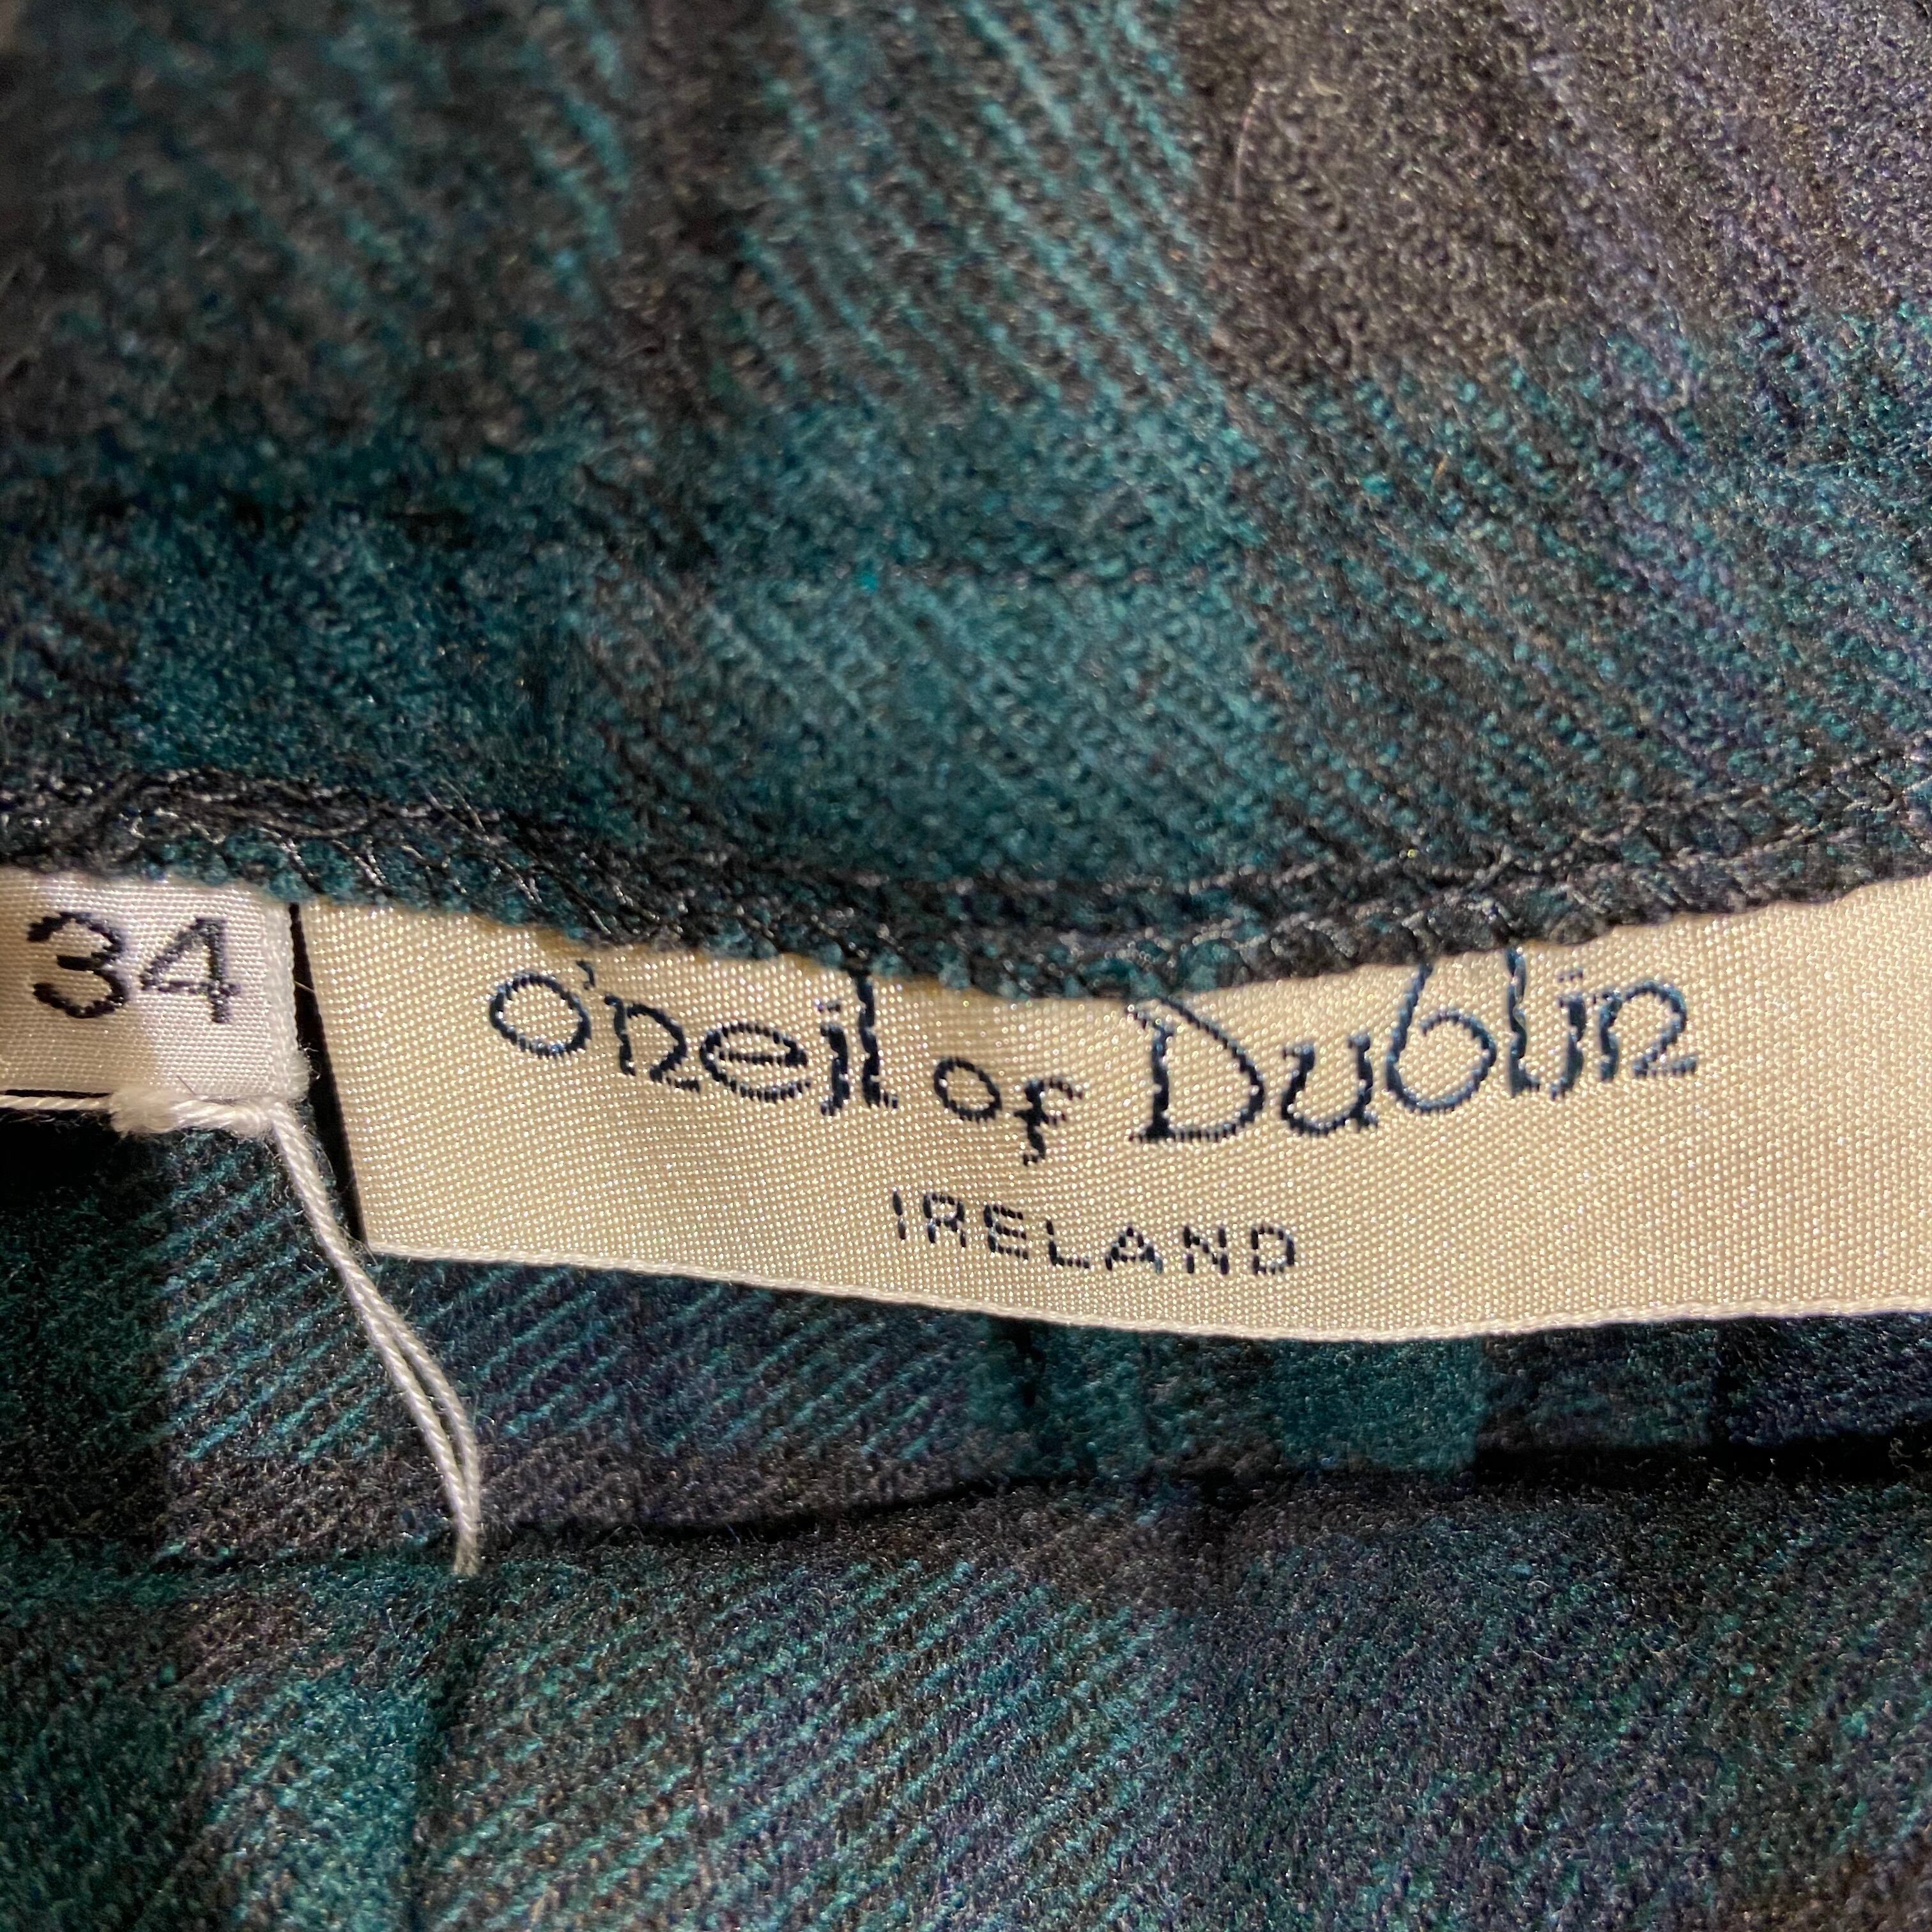 34
O'neil of Dublin
IRELAND